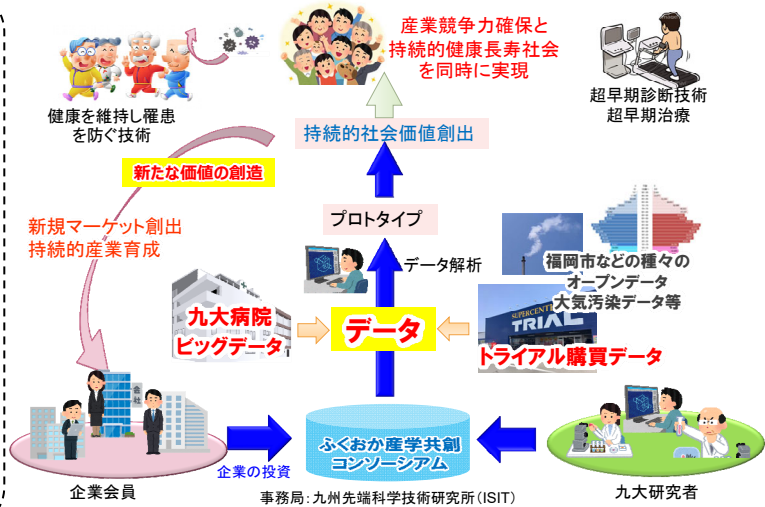 産業競争力確保と
持続的健康長寿社会
を同時に実現
健康を維持し罹患
を防ぐ技術
超早期診断技術
超早期治療
持続的社会価値創出
新たな価値の創造
新規マーケット創出
持続的産業育成
プロトタイプ
データ解析
福岡市などの種々の
オープンデータ
大気汚染データ等
九大病院
ビッグデータ
データ
SUPERCENTER
TRIAL
トライアル購買データ
会社
ふくおか産学共創
コンソーシアム
企業の投資
企業会員
事務局：九州先端科学技術研究所（ISIT）
九大研究者